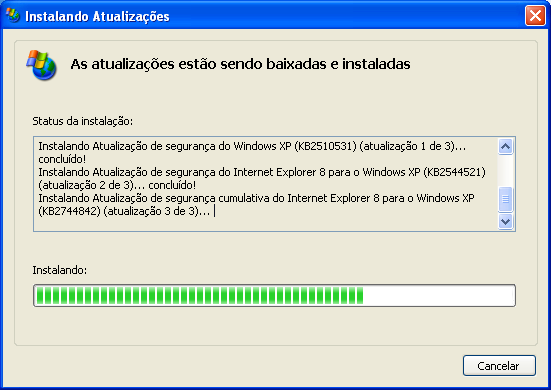 Instalando Atualizações
As atualizações estão sendo baixadas e instaladas
Status da instalação:
Instalando Atualização de segurança do Windows XP (KB2510531) (atualização 1 de 3)...
concluído!
Instalando Atualização de segurança do Internet Explorer 8 para o Windows XP (KB2544521)
(atualização 2 de 3)... concluído!
Instalando Atualização de segurança cumulativa do Internet Explorer 8 para o Windows XP
(KB2744842) (atualização 3 de 3)...
Instalando:
Cancelar